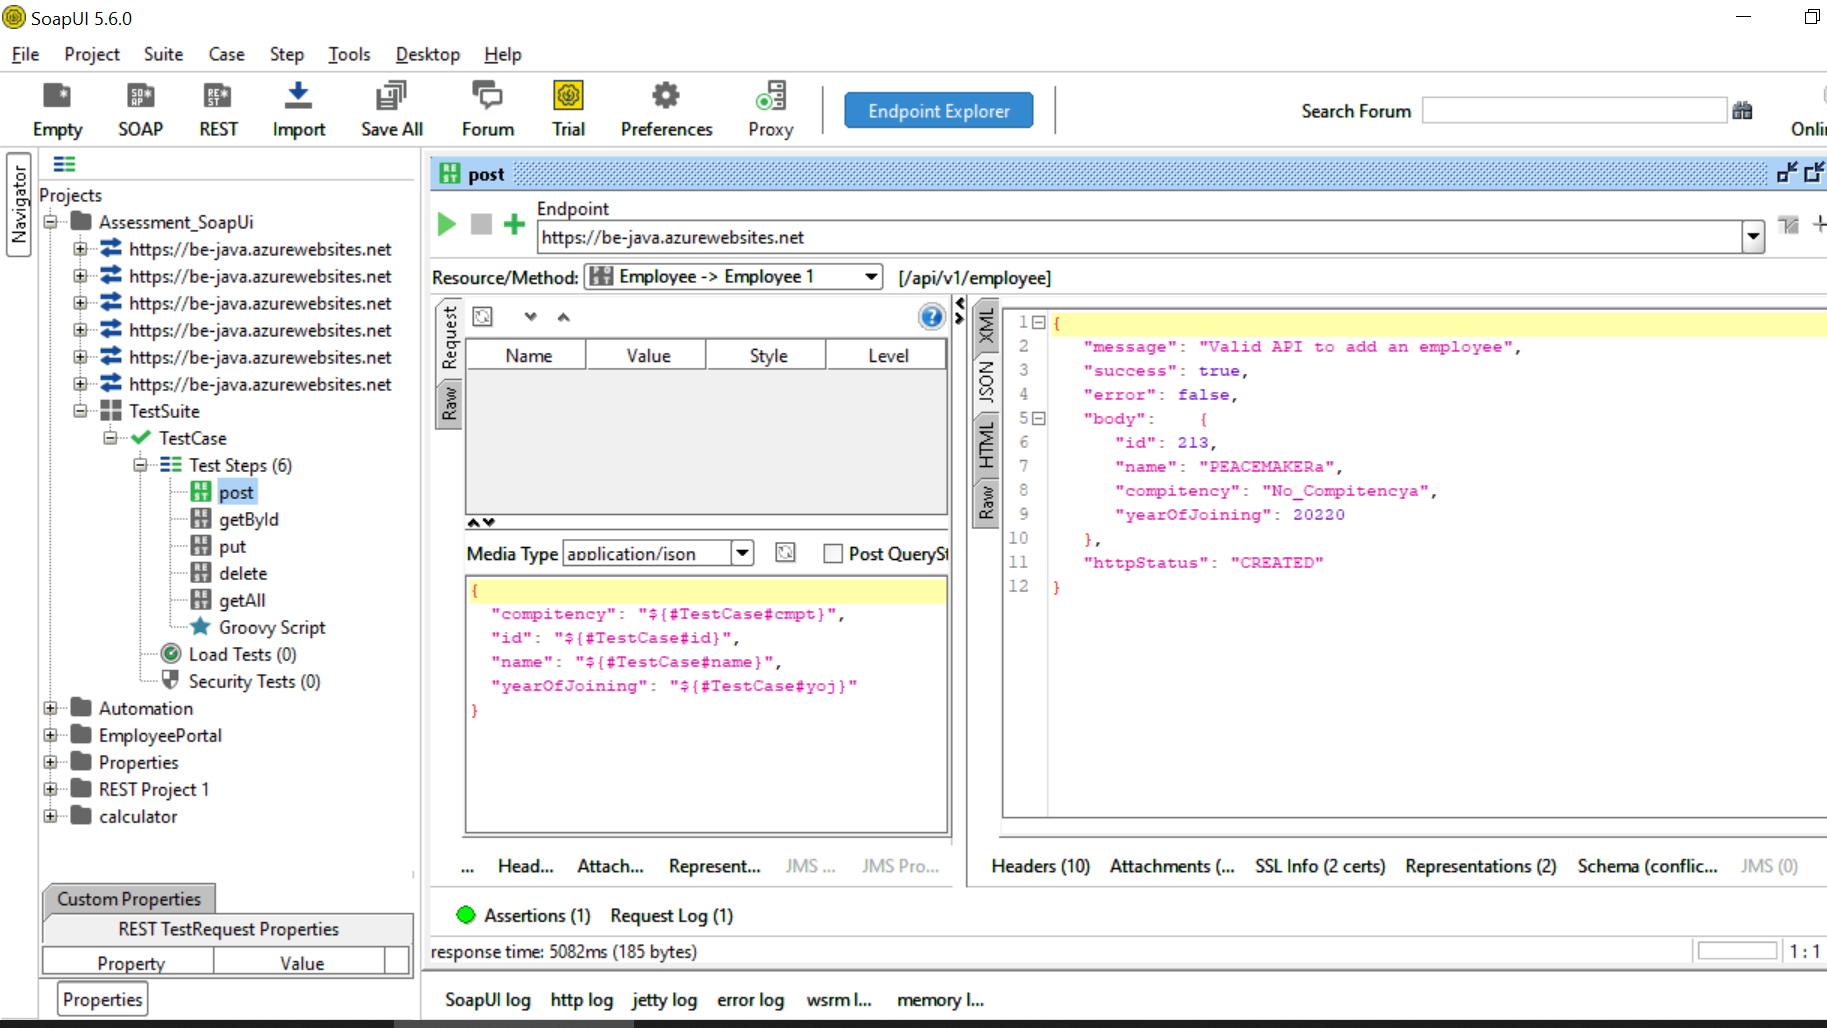 SoapUI 5.6.0
File Project Suite Case Step Tools Desktop Help
Empty SOAP REST Import Save All Forum Trial Preferences Proxy
Endpoint Explorer
Search Forum
Onli
Navigator
Projects
Assessment_SoapUi
https://be-java.azurewebsites.net
https://be-java.azurewebsites.net
https://be-java.azurewebsites.net
https://be-java.azurewebsites.net
https://be-java.azurewebsites.net
https://be-java.azurewebsites.net
TestSuite
TestCase
Test Steps (6)
post
getById
put
delete
getAll
Groovy Script
Load Tests (0)
Security Tests (0)
Automation
EmployeePortal
Properties
REST Project 1
calculator
Custom Properties
REST TestRequest Properties
Property Value
Properties
post
Endpoint
https://be-java.azurewebsites.net
Resource/Method: Employee -> Employee 1 [/api/v1/employee]
Request
Raw
Name Value Style Level
Media Type application/json Post QuerySt
{
"compitency": "${#TestCase#cmpt}",
"id": "${#TestCase#id}",
"name": "${#TestCase#name}",
"yearOfJoining": "${#TestCase#yoj}"
}
... Head... Attach... Represent... JMS ... JMS Pro...
XML
JSON
HTML
Raw
1 {
2 "message": "Valid API to add an employee",
3 "success": true,
4 "error": false,
5 "body": {
6 "id": 213,
7 "name": "PEACEMAKERa",
8 "compitency": "No_Compitencya",
9 "yearOfJoining": 20220
10 },
11 "httpStatus": "CREATED"
12 }
Headers (10) Attachments (... SSL Info (2 certs) Representations (2) Schema (conflic... JMS (0)
Assertions (1) Request Log (1)
response time: 5082ms (185 bytes)
1 : 1
SoapUI log http log jetty log error log wsrm l... memory l...